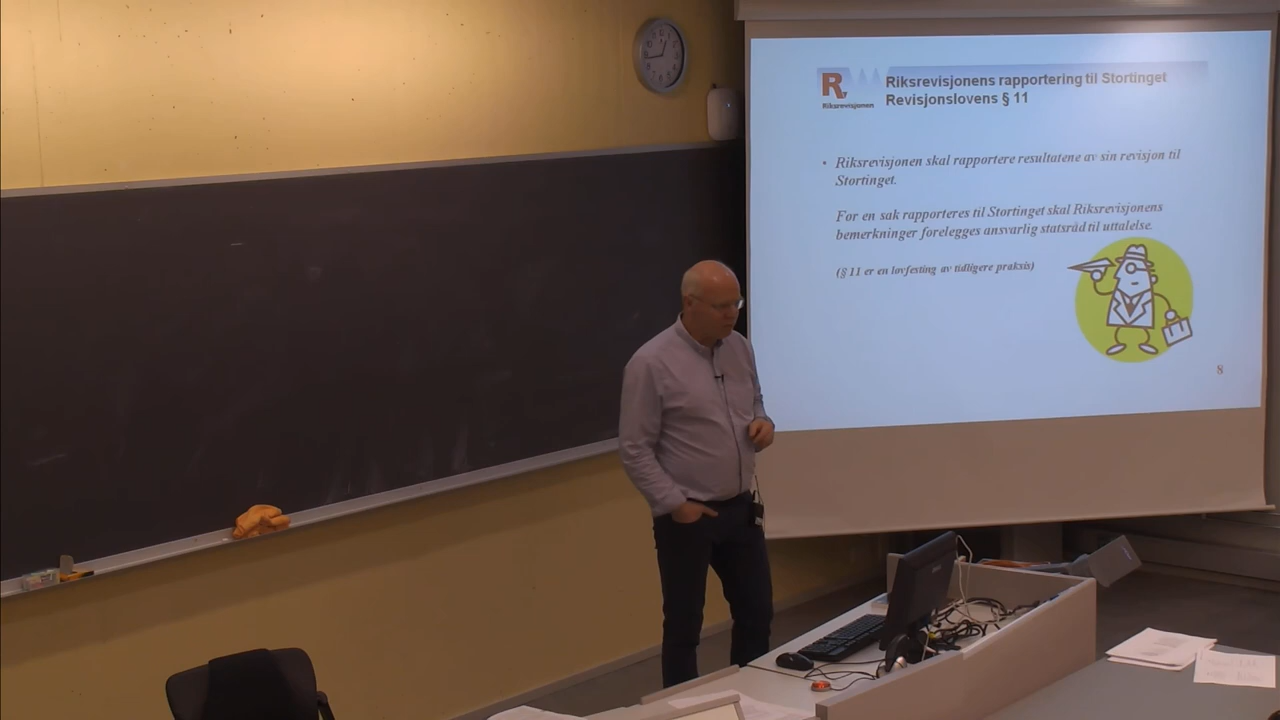 Riksrevisjonens rapportering til Stortinget
Revisjonslovens § 11
R
Riksrevisjonen
• Riksrevisjonen skal rapportere resultatene av sin revisjon til
Stortinget.
Før en sak rapporteres til Stortinget skal Riksrevisjonens
bemerkninger forelegges ansvarlig statsråd til uttalelse.
(§ 11 er en lovfesting av tidligere praksis)
8